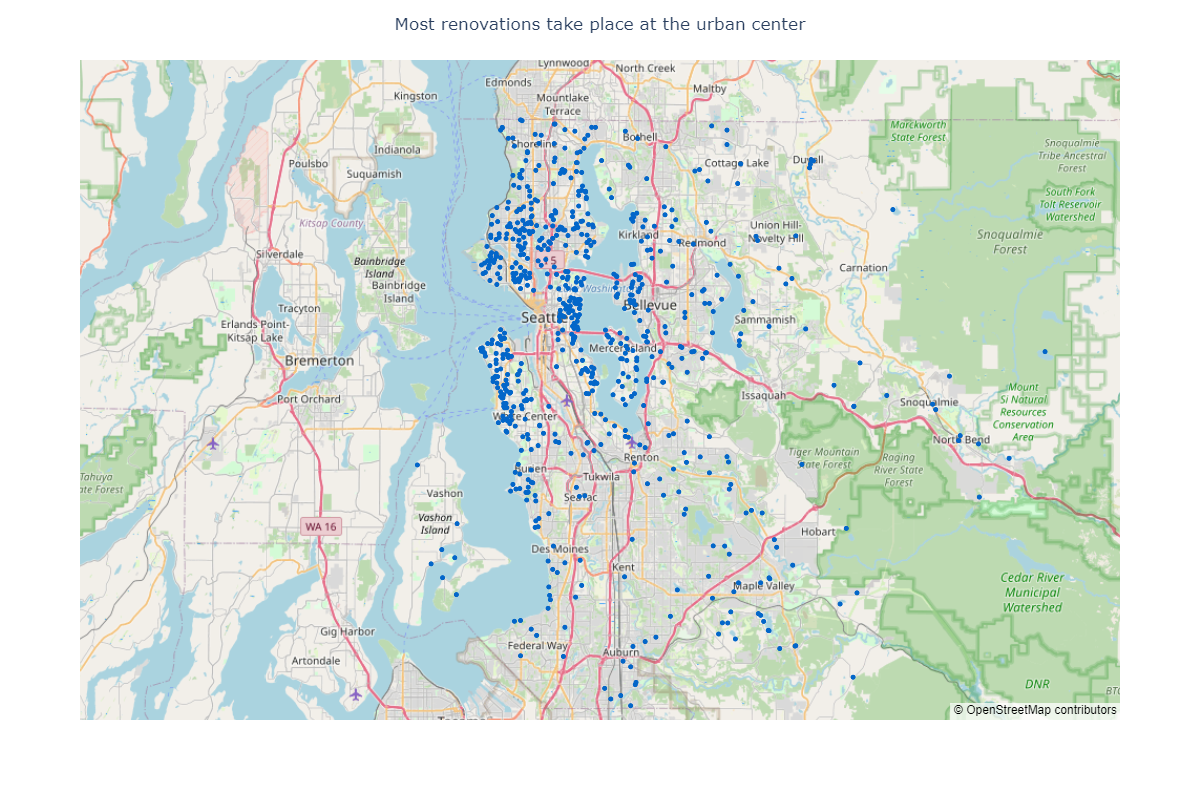 Most renovations take place at the urban center
Lynnwood
North Creek
Edmonds
Maltby
Kingston
Mountlake
Terrace
Marckworth
State Forest
Bothell
Shoreline
Indianola
Snoqualmie
Tribe Ancestral
Forest
Poulsbo
Cottage Lake
Duvall
Suquamish
South Fork
Tolt Reservoir
Watershed
Kitsap County
Union Hill-
Novelty Hill
Kirkland
Redmond
Snoqualmie
Forest
Silverdale
Bainbridge
Island
Bainbridge
Island
5
Carnation
Washington
Tracyton
Bellevue
Seatt
Sammamish
Erlands Point-
Kitsap Lake
Mercer Island
Bremerton
Port Orchard
Issaquah
Mount
Si Natural
Resources
Conservation
Area
Snoqualmie
White Center
North Bend
Tiger Mountain
State Forest
Raging
River State
Forest
Renton
Burien
Tukwila
Tahuya
ate Forest
Vashon
SeaTac
Vashon
Island
WA 16
Hobart
Des Moines
Kent
Maple Valley
Cedar River
Municipal
Watershed
Gig Harbor
Federal Way
Auburn
Artondale
DNR
Tacoma
© OpenStreetMap contributors